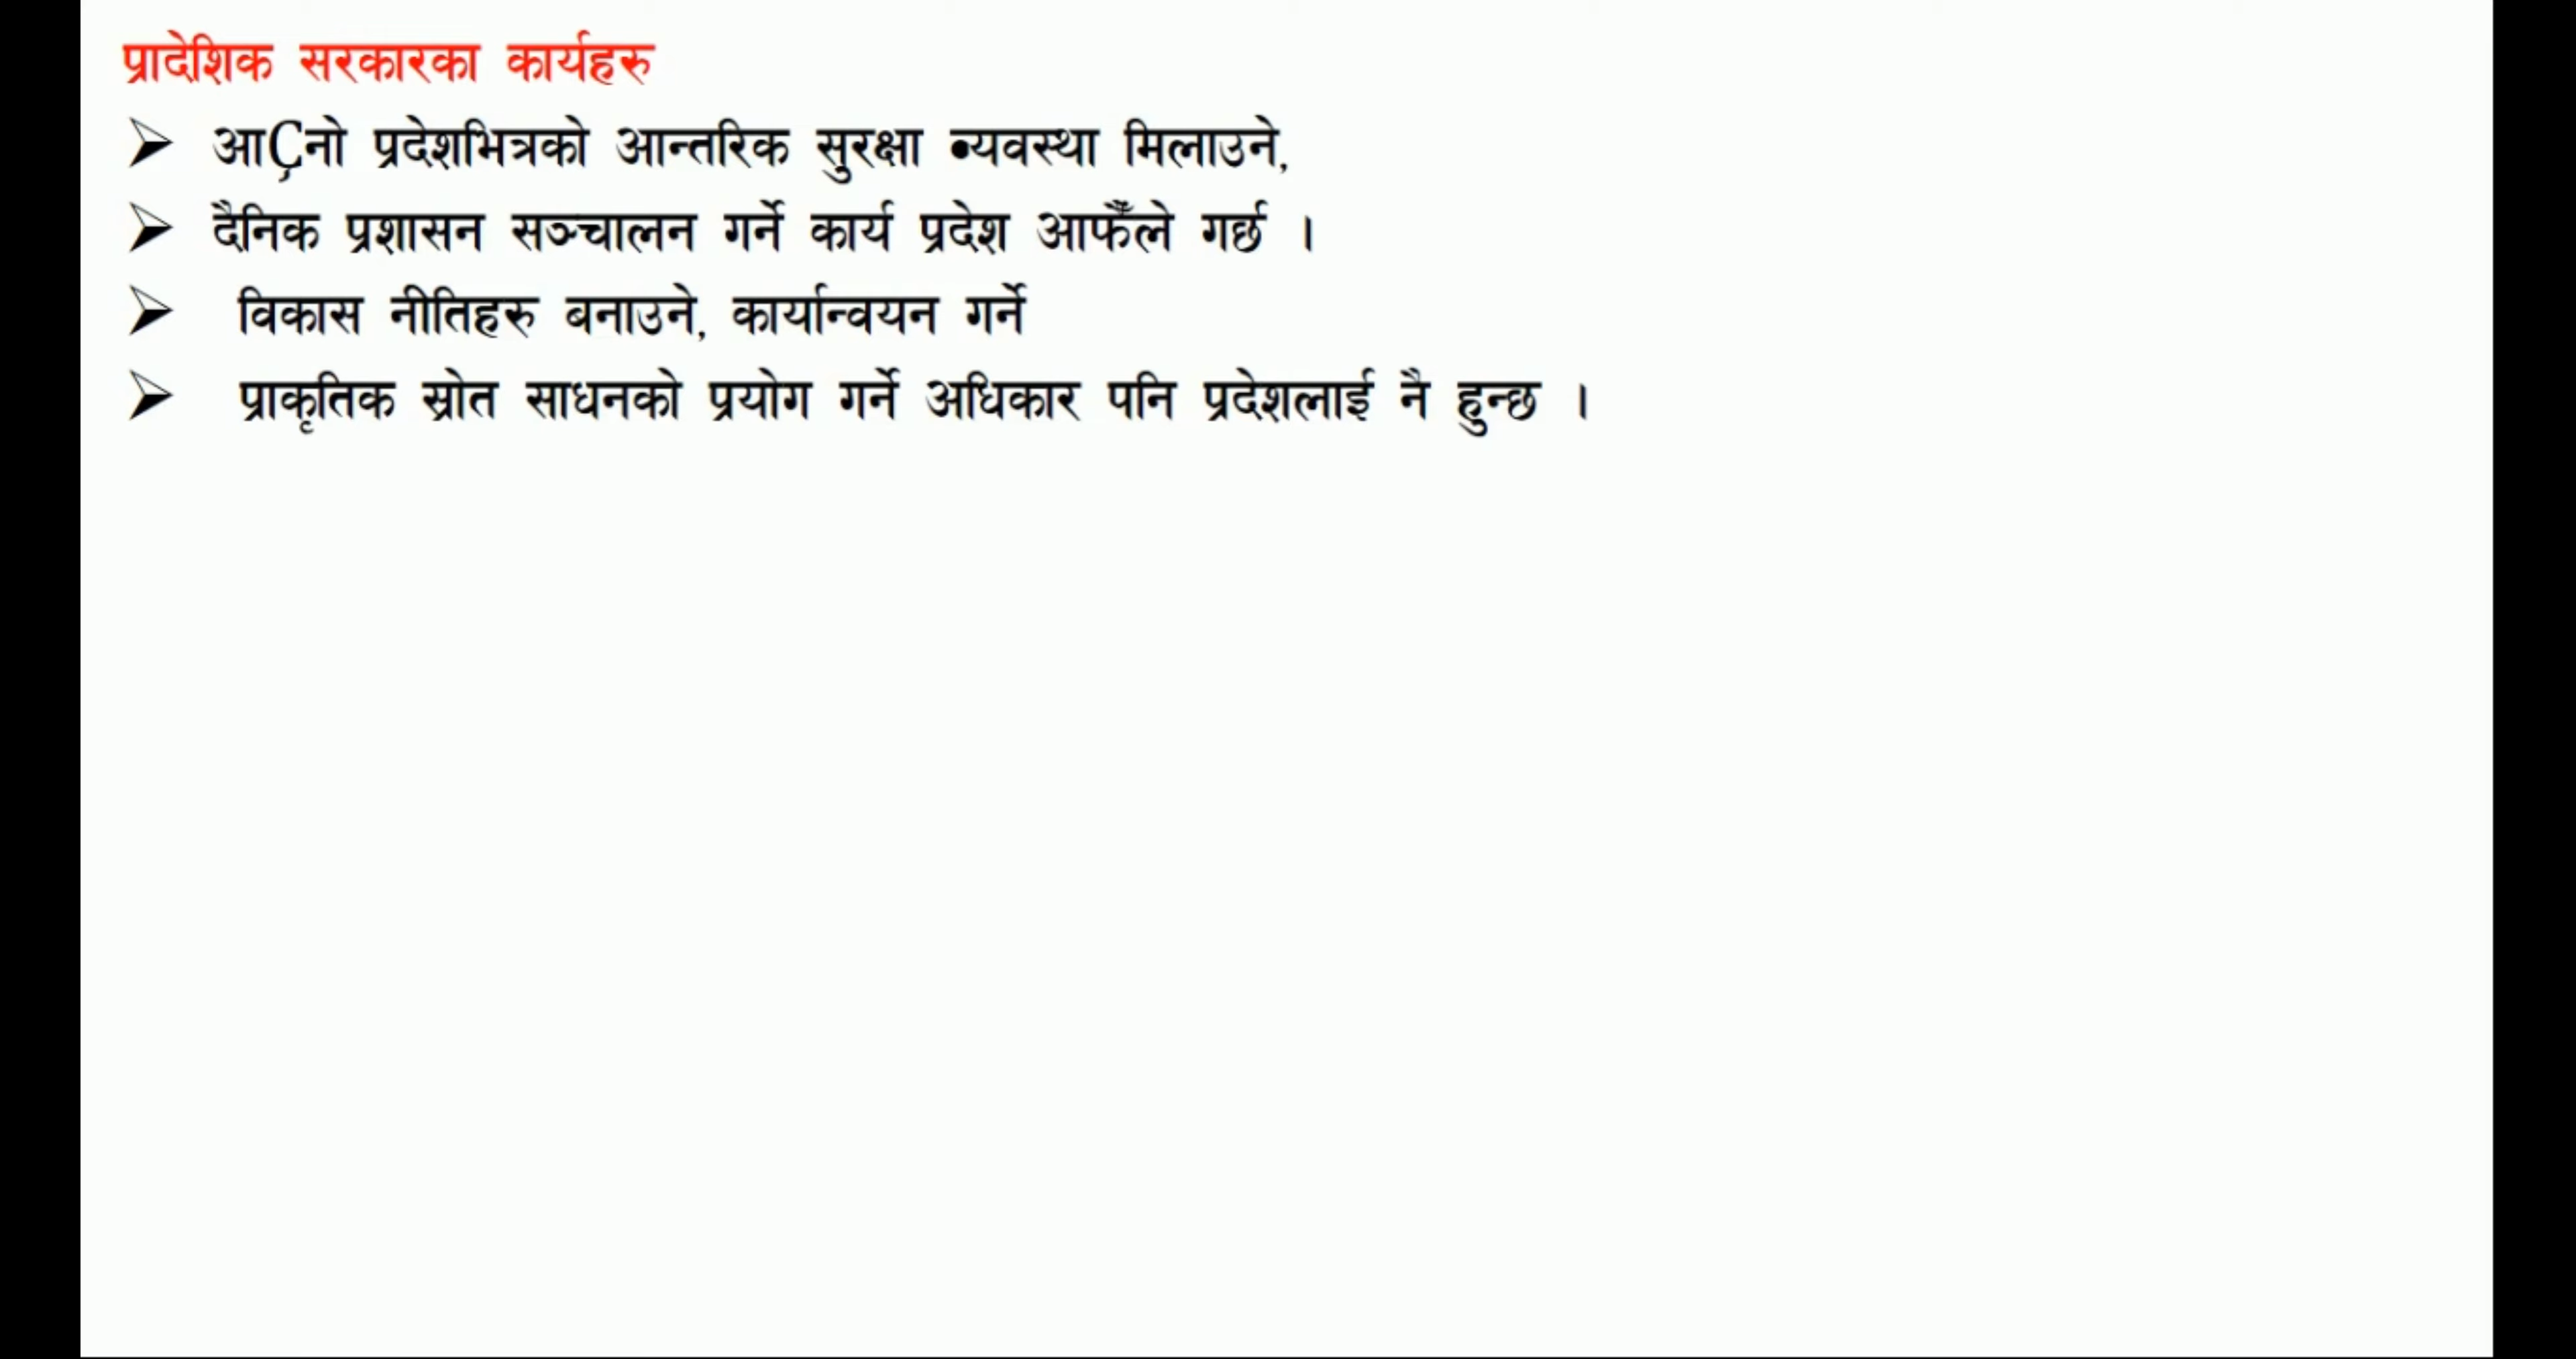 प्रादेशिक सरकारका कार्यहरु
➢ आÇनो प्रदेशभित्रको आन्तरिक सुरक्षा •यवस्था मिलाउने,
➢ दैनिक प्रशासन सञ्चालन गर्ने कार्य प्रदेश आफैँले गर्छ ।
➢ विकास नीतिहरु बनाउने, कार्यान्वयन गर्ने
➢ प्राकृतिक स्रोत साधनको प्रयोग गर्ने अधिकार पनि प्रदेशलाई नै हुन्छ ।